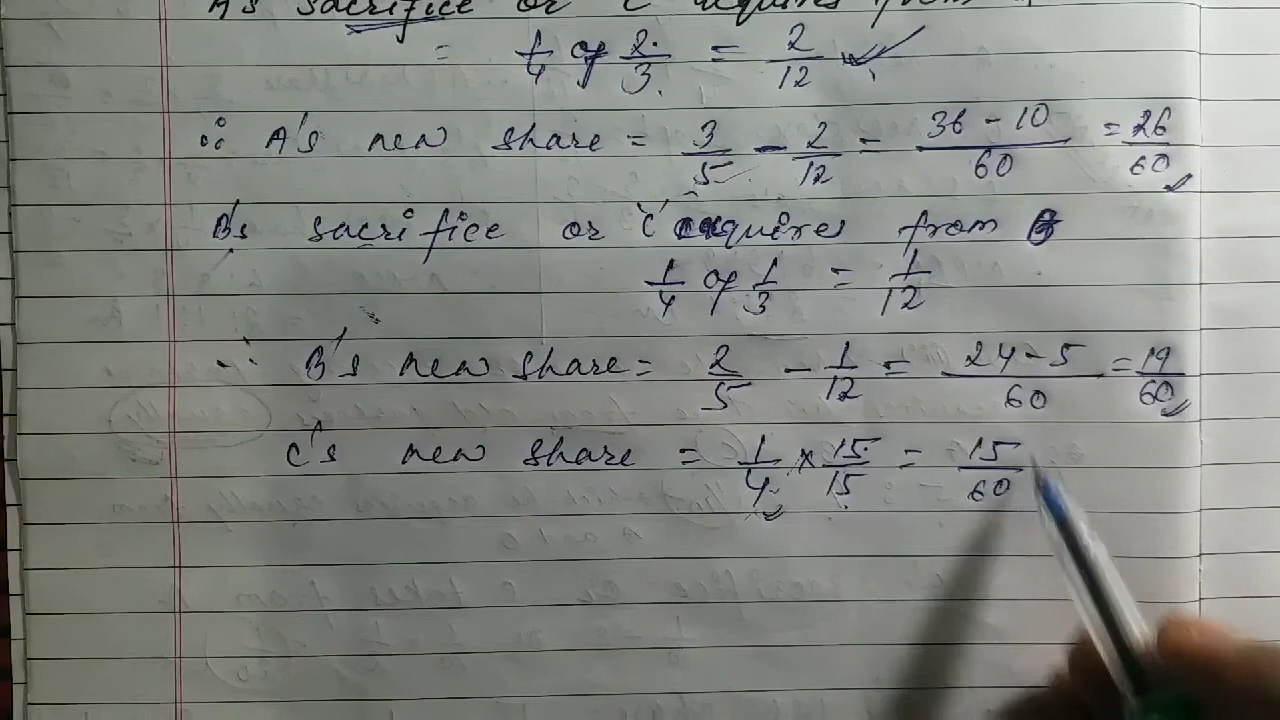 A's sacrifice or C acquires from
= 1/4 of 2/3 = 2/12
∴ A's new share = 3/5 - 2/12 = 36 - 10/60 = 26/60
B's sacrifice or 'C' acquires from B
1/4 of 1/3 = 1/12
∴ B's new share = 2/5 - 1/12 = 24 - 5/60 = 19/60
C's new share = 1/4 × 15/15 = 15/60